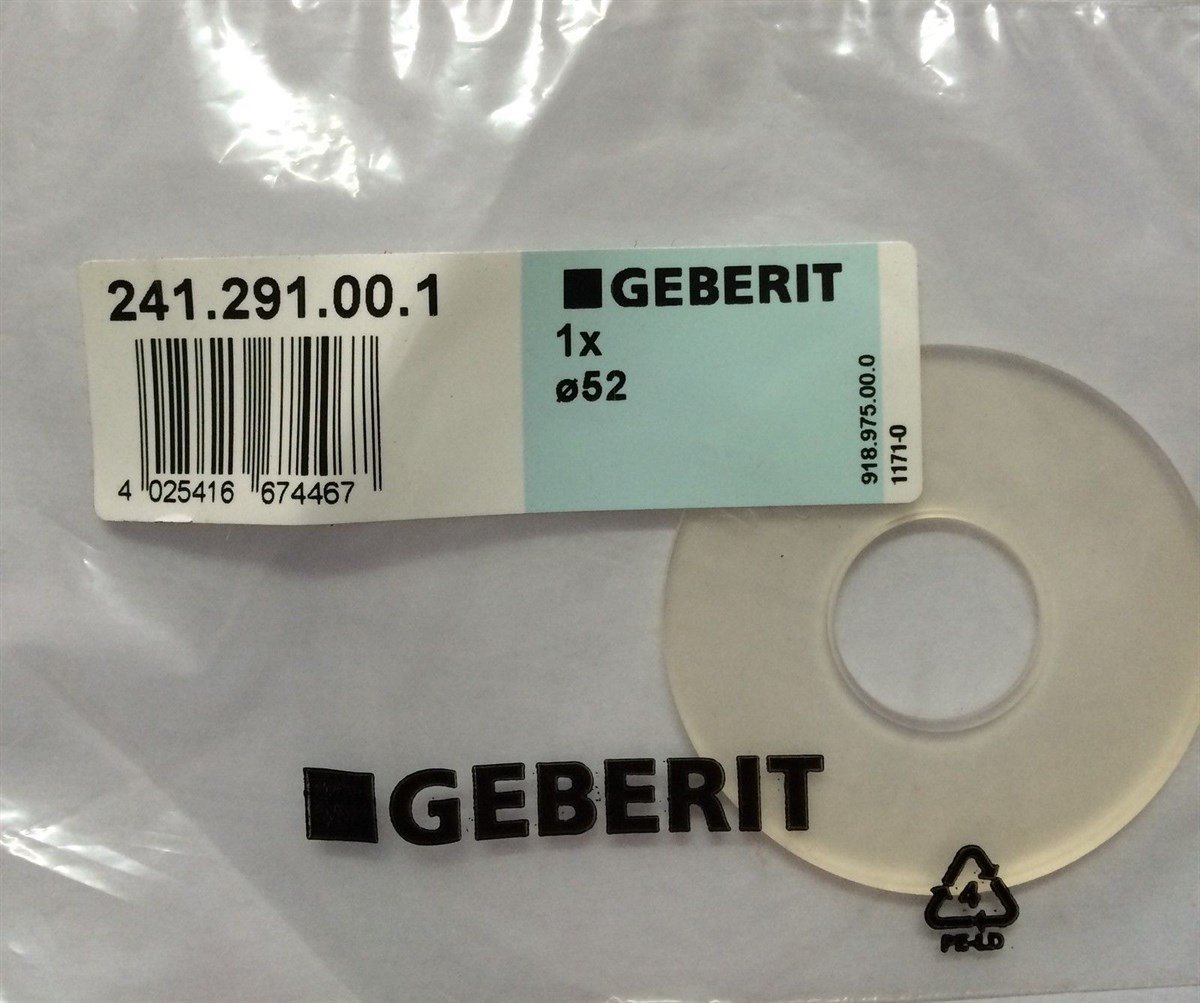 241.291.00.1
4 025416 674467
GEBERIT
1x
ø52
918.975.00.0
1171-0
GEBERIT
4
PE-LD